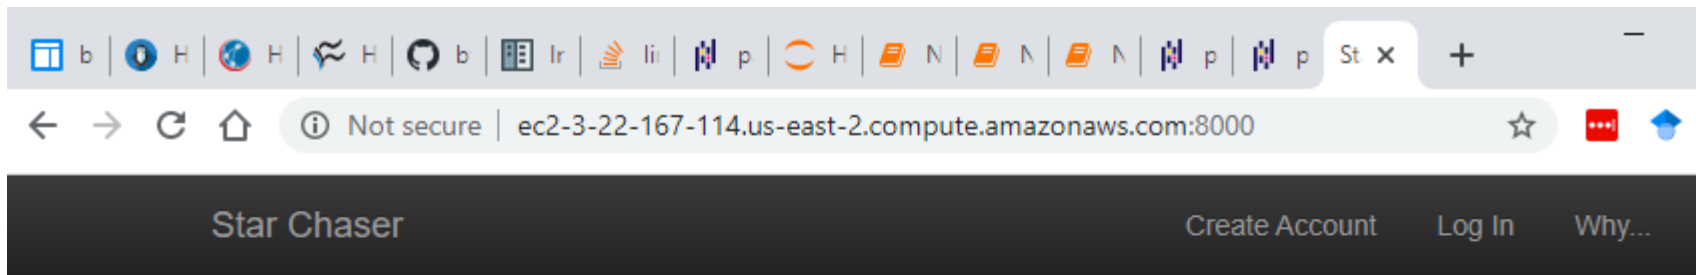 b H H H b Ir lii p H N N N p p St
Not secure ec2-3-22-167-114.us-east-2.compute.amazonaws.com:8000
Star Chaser Create Account Log In Why...